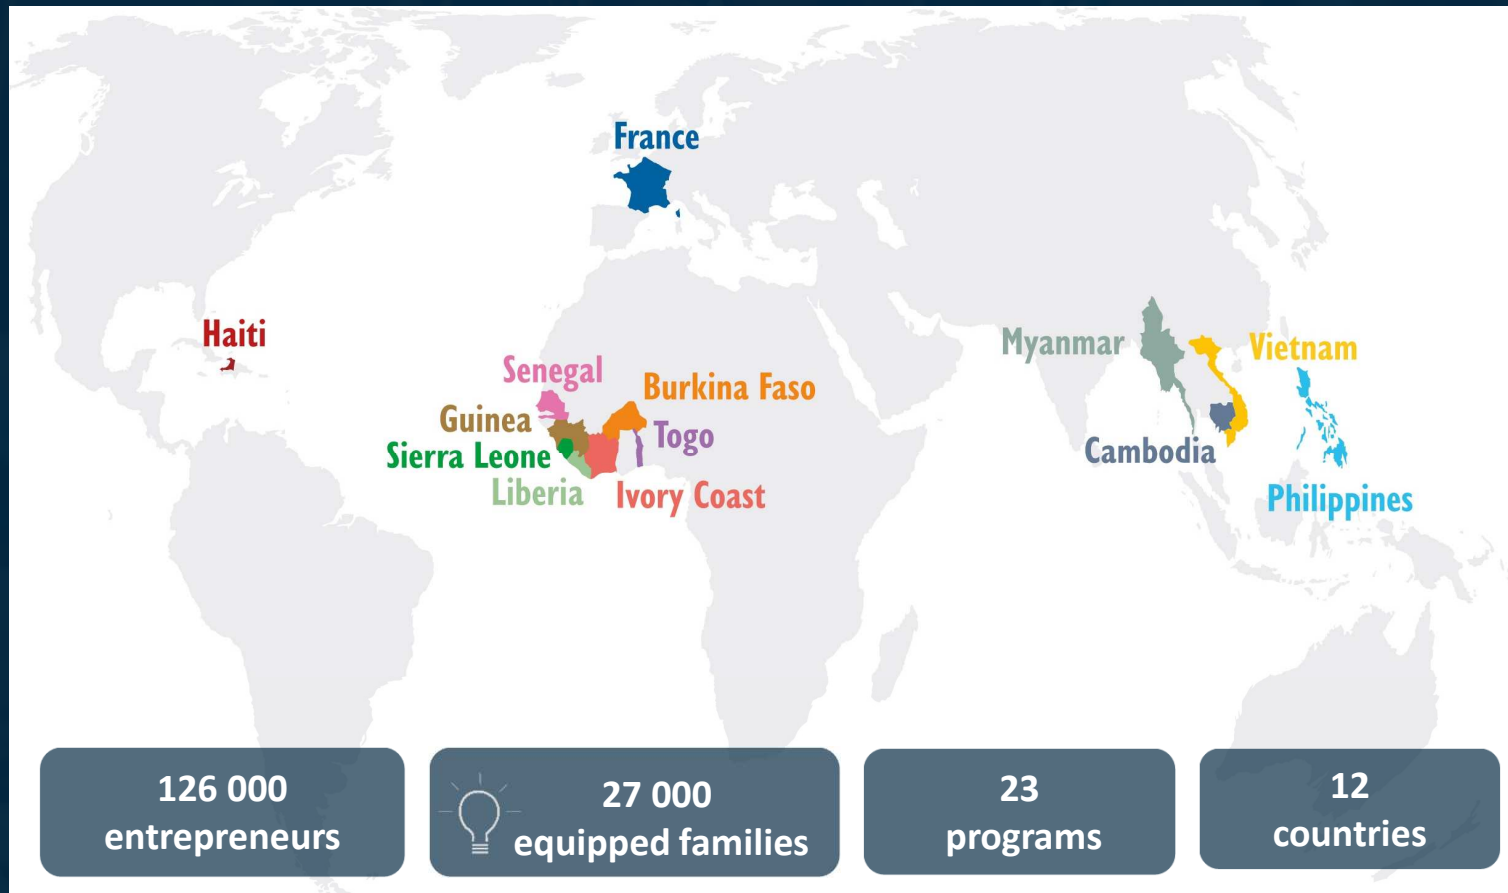 France
Haiti
Myanmar
Vietnam
Senegal
Burkina Faso
Guinea
Togo
Sierra Leone
Cambodia
Liberia
Ivory Coast
Philippines
126 000
entrepreneurs
27 000
equipped families
23
programs
12
countries